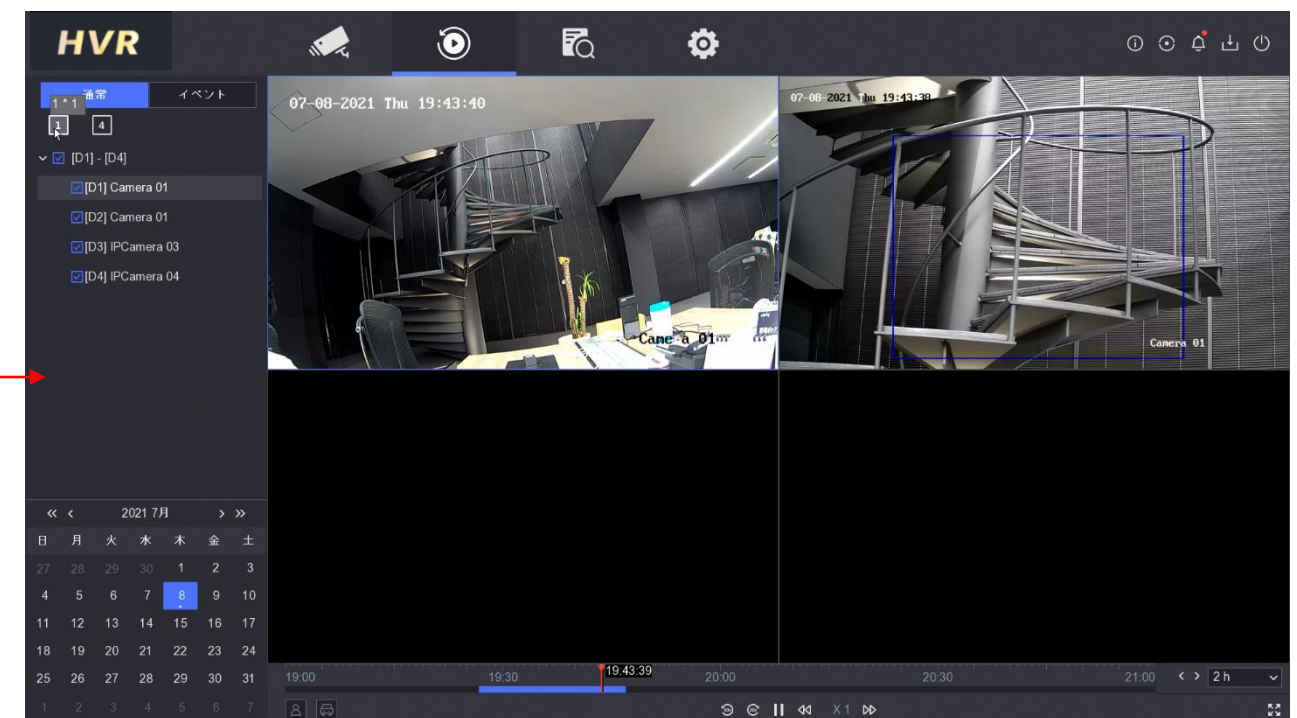 HVR
通常
イベント
1 * 1
1
4
[D1] - [D4]
[D1] Camera 01
[D2] Camera 01
[D3] IPCamera 03
[D4] IPCamera 04
07-08-2021 Thu 19:43:40
Came a 01
07-08-2021 Thu 19:43:38
Camera 01
2021 7月
日 月 火 水 木 金 土
27 28 29 30 1 2 3
4 5 6 7 8 9 10
11 12 13 14 15 16 17
18 19 20 21 22 23 24
25 26 27 28 29 30 31
1 2 3 4 5 6 7
19:00 19:30 19:43:39 20:00 20:30 21:00
2 h
X 1